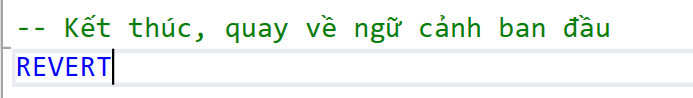 -- Kết thúc, quay về ngữ cảnh ban đầu
REVERT